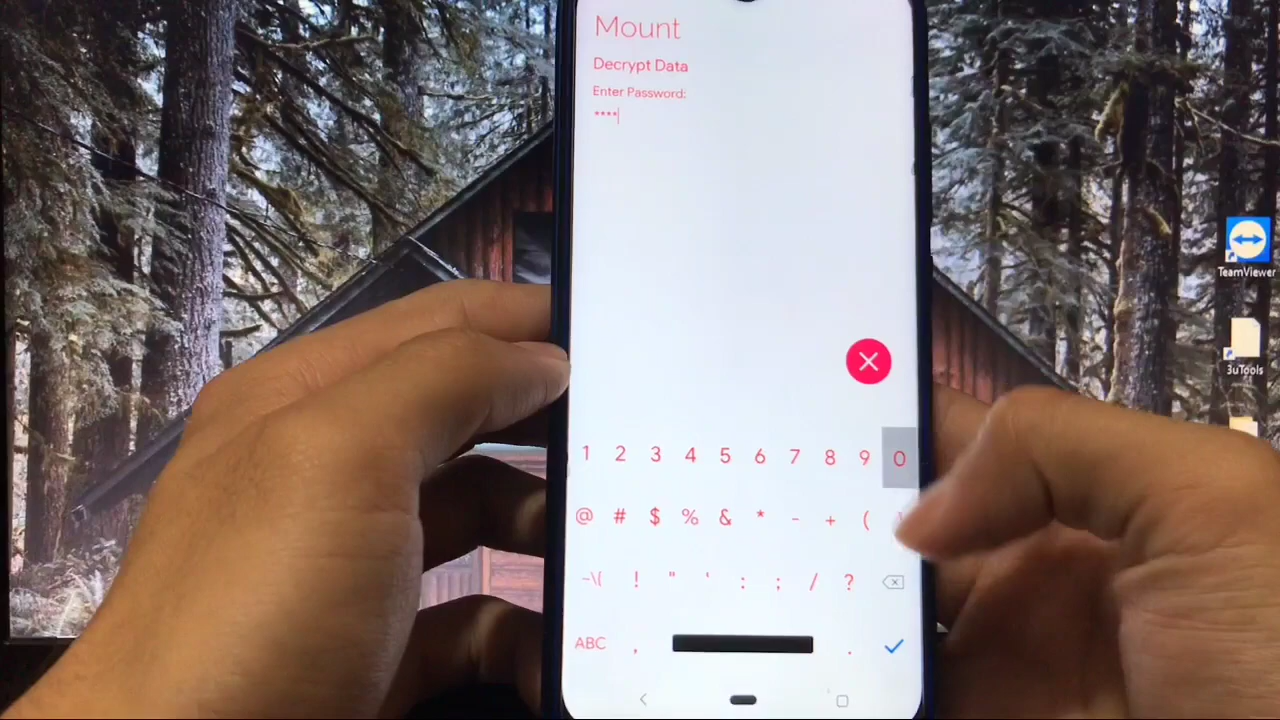 Mount
Decrypt Data
Enter Password:
****
TeamViewer
3uTools
1 2 3 4 5 6 7 8 9 0
@ # $ % & * - + ( )
~\( ! " ' : ; / ?
ABC , .